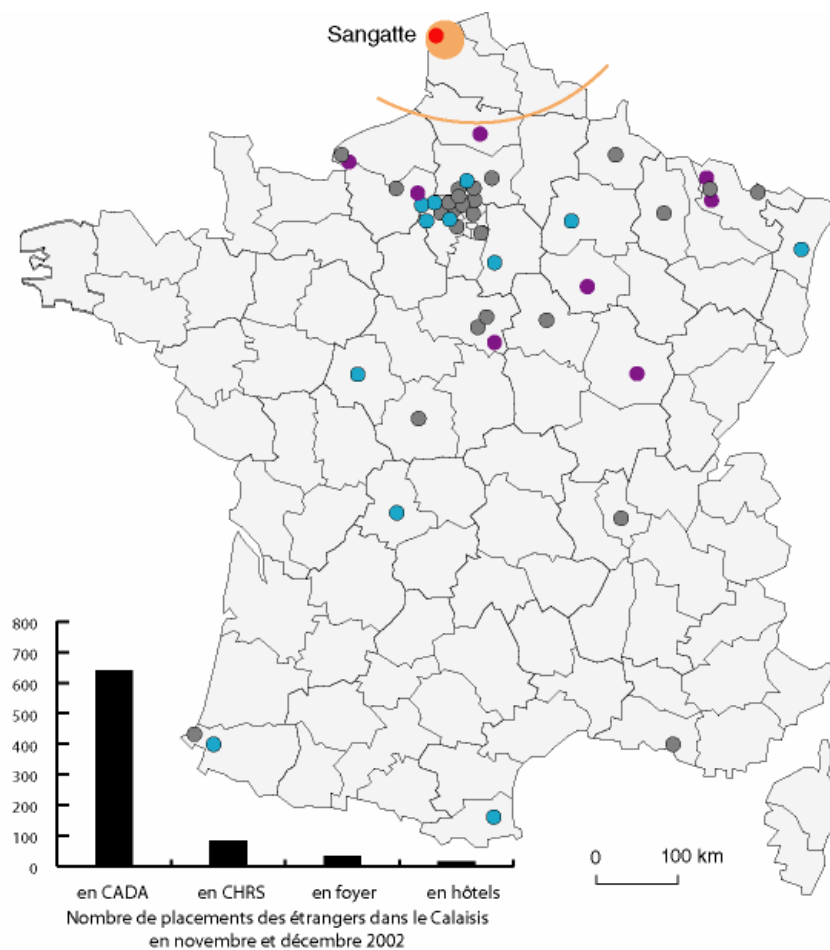 Sangatte
800
700
600
500
400
300
200
100
0
en CADA en CHRS en foyer en hôtels
Nombre de placements des étrangers dans le Calaisis
en novembre et décembre 2002
0 100 km